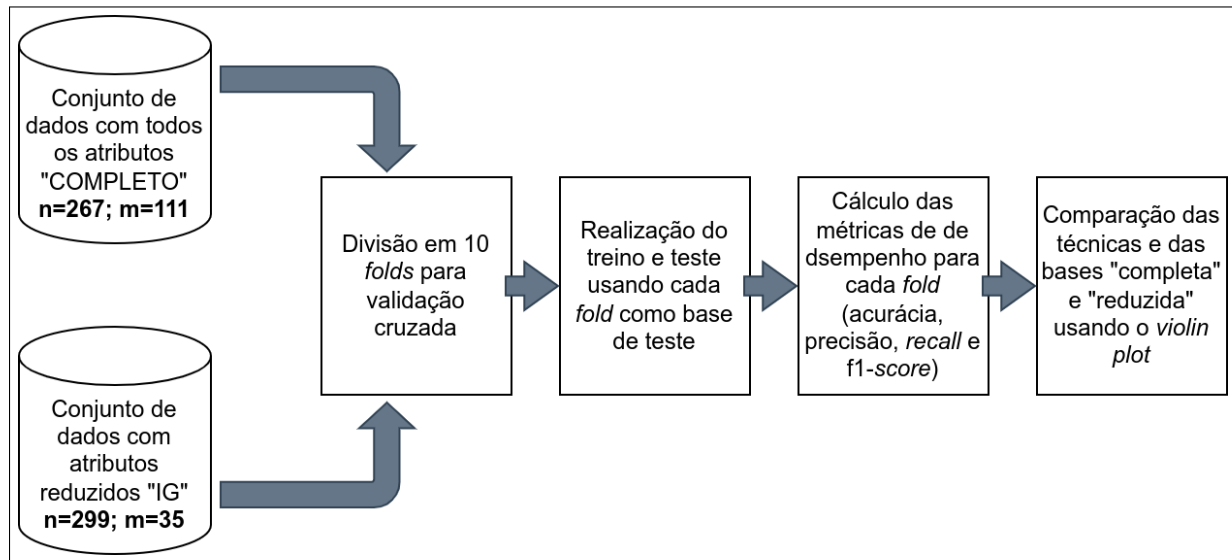 Conjunto de
dados com todos
os atributos
"COMPLETO"
n=267; m=111
Conjunto de
dados com
atributos
reduzidos "IG"
n=299; m=35
Divisão em 10
folds para
validação
cruzada
Realização do
treino e teste
usando cada
fold como base
de teste
Cálculo das
métricas de de
dsempenho para
cada fold
(acurácia,
precisão, recall e
f1-score)
Comparação das
técnicas e das
bases "completa"
e "reduzida"
usando o violin
plot